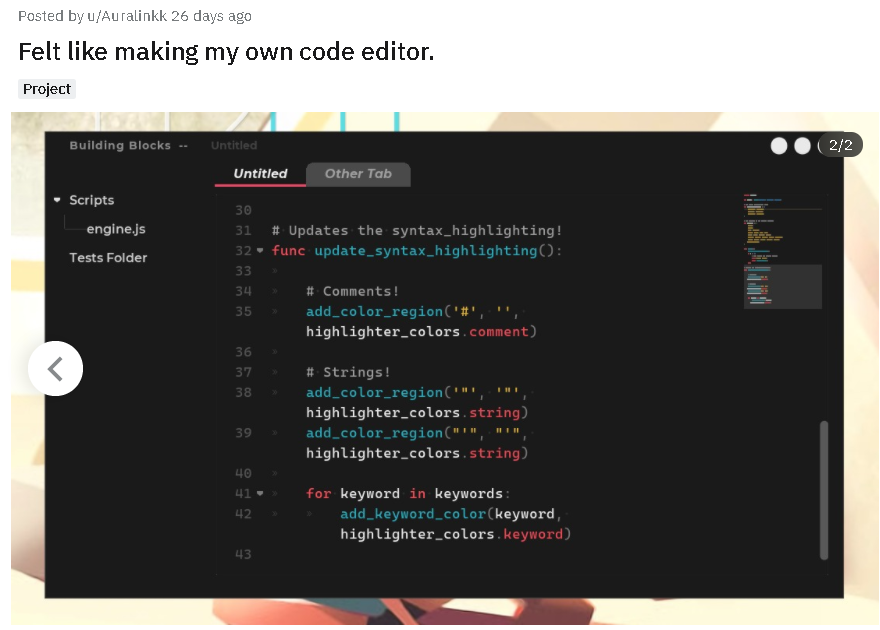 Posted by u/Auralinkk 26 days ago
Felt like making my own code editor.
Project
Building Blocks -- Untitled
2/2
Untitled Other Tab
Scripts
engine.js
Tests Folder
30
31 # Updates the syntax_highlighting!
32 func update_syntax_highlighting():
33
34 # Comments!
35 add_color_region('#', '',
highlighter_colors.comment)
36
37 # Strings!
38 add_color_region('"', '"',
highlighter_colors.string)
39 add_color_region("'", "'",
highlighter_colors.string)
40
41 for keyword in keywords:
42 add_keyword_color(keyword,
highlighter_colors.keyword)
43